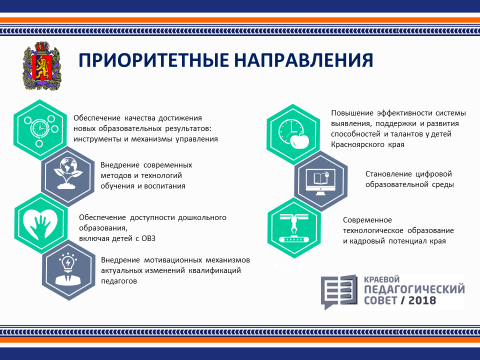 ПРИОРИТЕТНЫЕ НАПРАВЛЕНИЯ
Обеспечение качества достижения
новых образовательных результатов:
инструменты и механизмы управления
Внедрение современных
методов и технологий
обучения и воспитания
Обеспечение доступности дошкольного
образования,
включая детей с ОВЗ
Внедрение мотивационных механизмов
актуальных изменений квалификаций
педагогов
Повышение эффективности системы
выявления, поддержки и развития
способностей и талантов у детей
Красноярского края
Становление цифровой
образовательной среды
Современное
технологическое образование
и кадровый потенциал края
КРАЕВОЙ
ПЕДАГОГИЧЕСКИЙ
СОВЕТ / 2018